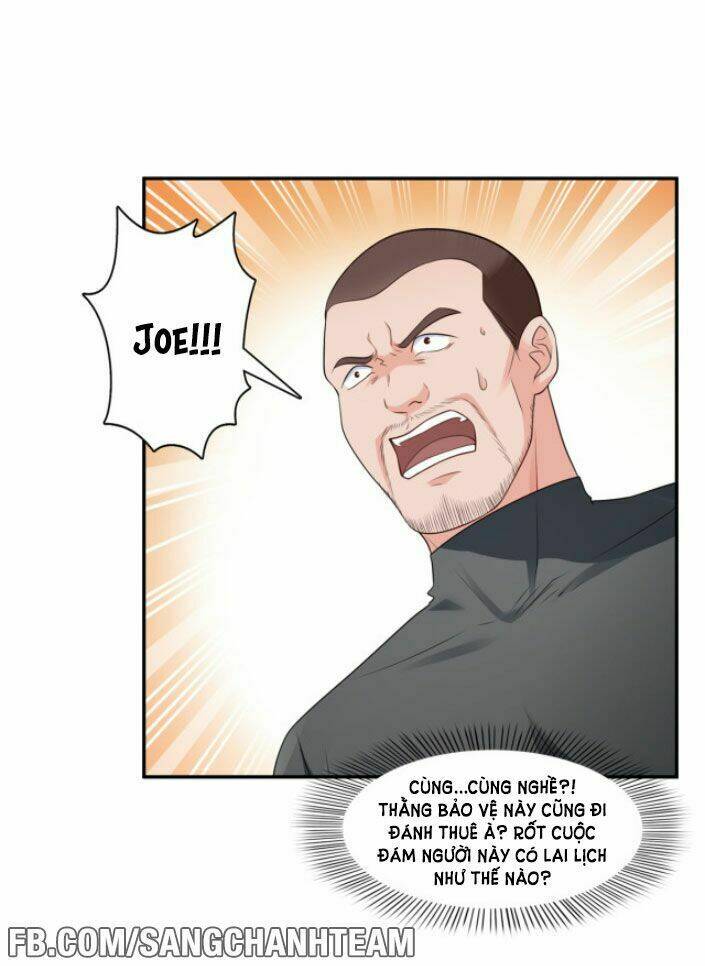 JOE!!!
CÙNG...CÙNG NGHỀ?!
THẰNG BẢO VỆ NÀY CŨNG ĐI
ĐÁNH THUÊ À? RỐT CUỘC
ĐÁM NGƯỜI NÀY CÓ LAI LỊCH
NHƯ THẾ NÀO?
FB.COM/SANGCHANHTEAM